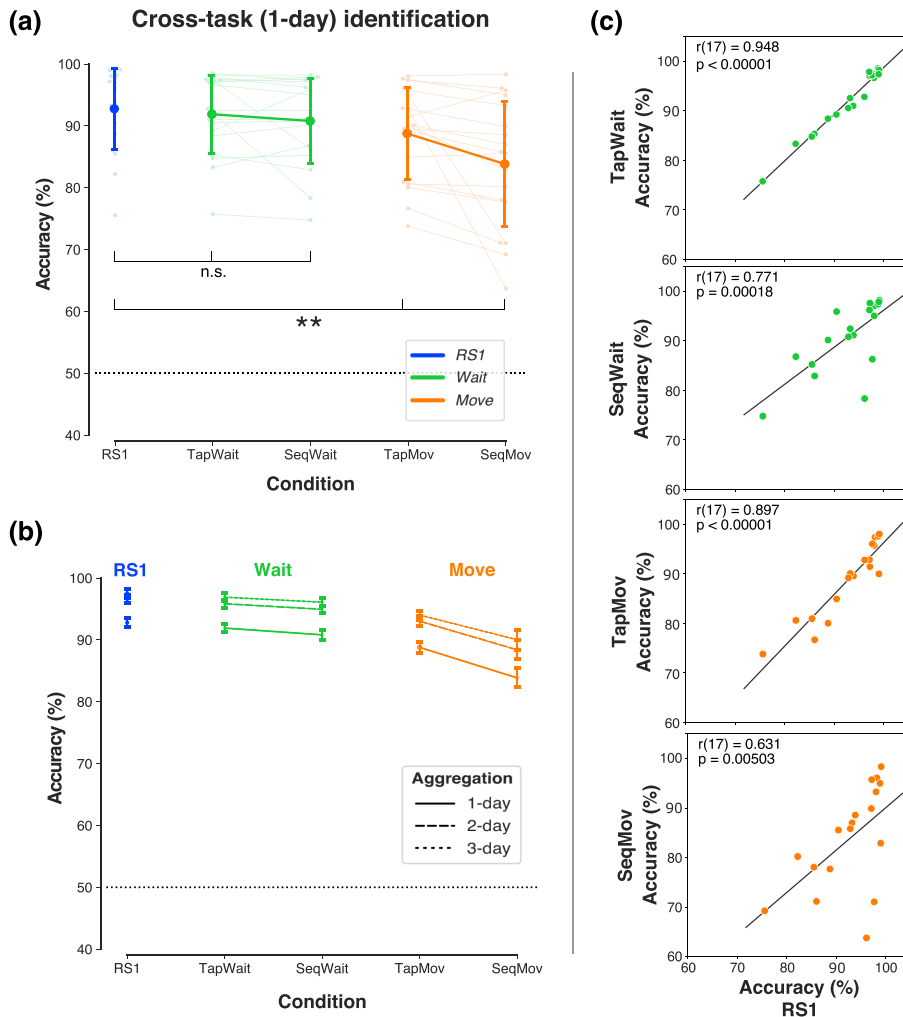 (a)
Cross-task (1-day) identification
Accuracy (%)
100
90
80
70
60
50
40
n.s.
**
RS1
Wait
Move
RS1
TapWait
SeqWait
TapMov
SeqMov
Condition
(b)
RS1
Wait
Move
Accuracy (%)
100
90
80
70
60
50
40
Aggregation
1-day
2-day
3-day
RS1
TapWait
SeqWait
TapMov
SeqMov
Condition
(c)
r(17) = 0.948
p < 0.00001
TapWait
Accuracy (%)
100
90
80
70
60
r(17) = 0.771
p = 0.00018
SeqWait
Accuracy (%)
100
90
80
70
60
r(17) = 0.897
p < 0.00001
TapMov
Accuracy (%)
100
90
80
70
60
r(17) = 0.631
p = 0.00503
SeqMov
Accuracy (%)
100
90
80
70
60
60
70
80
90
100
Accuracy (%)
RS1